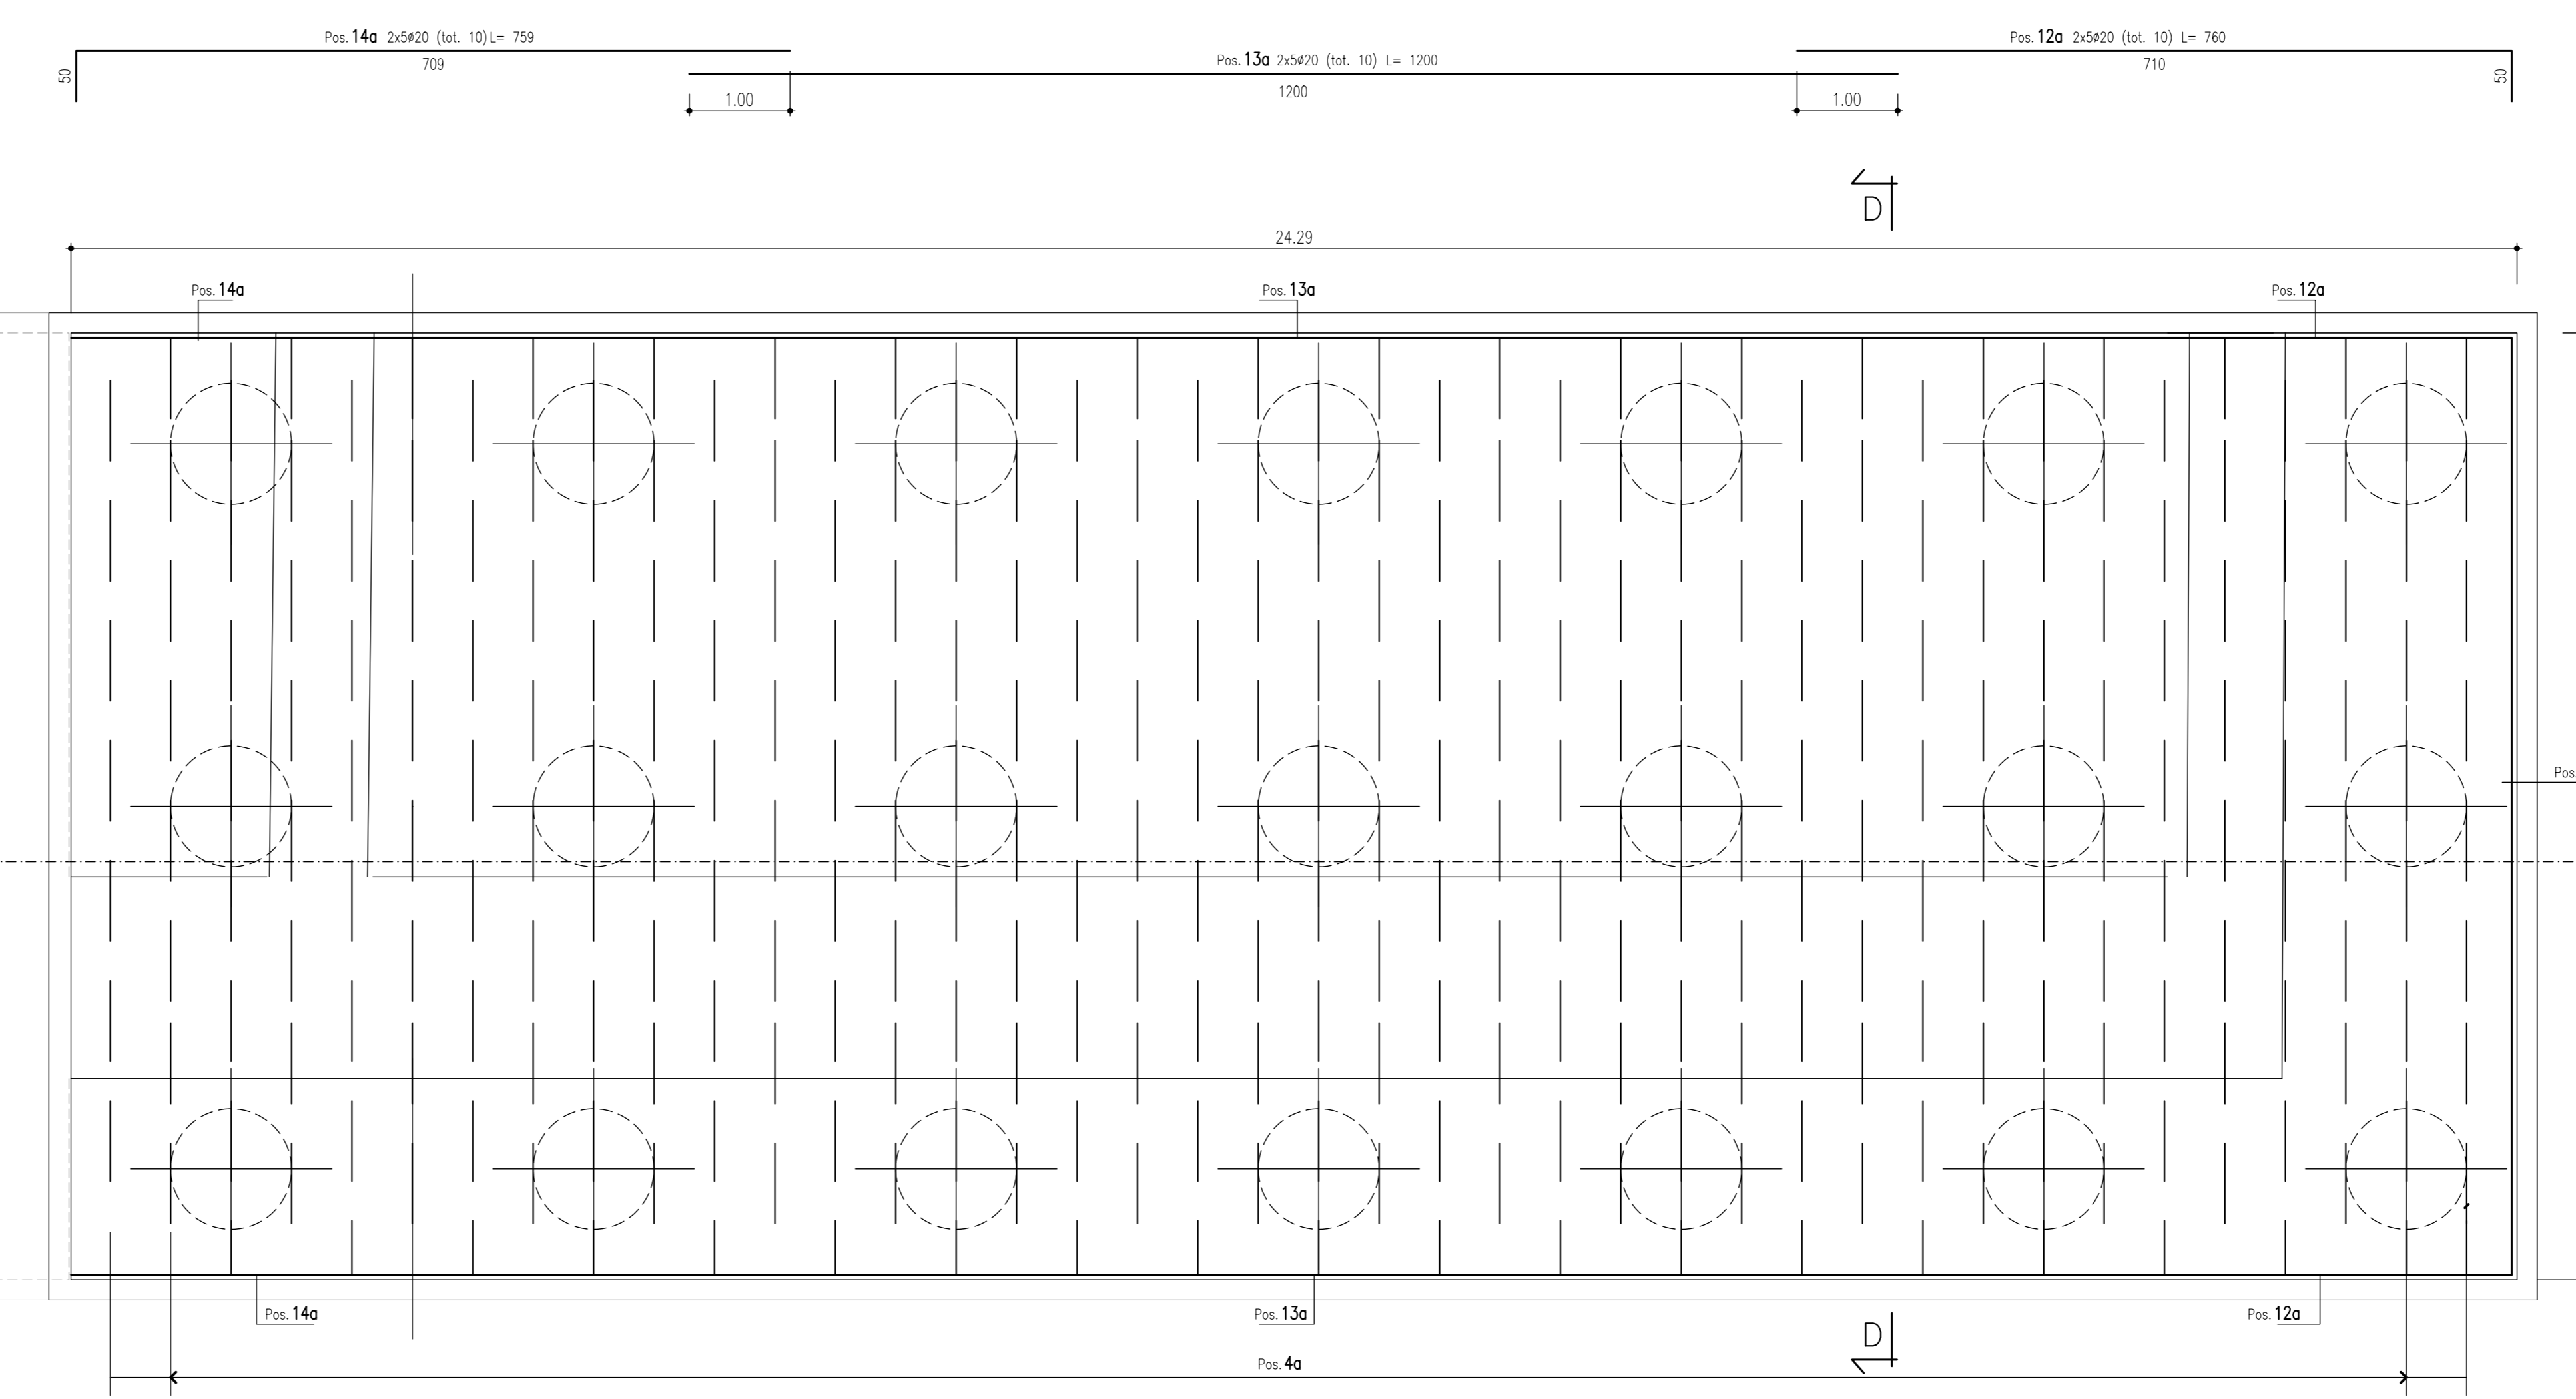 Pos. 14a 2x5ø20 (tot. 10) L= 759
709
50
Pos. 13a 2x5ø20 (tot. 10) L= 1200
1200
1.00
Pos. 12a 2x5ø20 (tot. 10) L= 760
710
50
1.00
D
24.29
Pos. 14a
Pos. 13a
Pos. 12a
Pos.
Pos. 14a
Pos. 13a
Pos. 12a
D
Pos. 4a